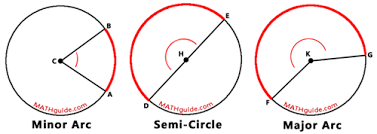 B
C
A
MATHguide.com
Minor Arc
E
H
D
MATHguide.com
Semi-Circle
K
G
F
MATHguide.com
Major Arc